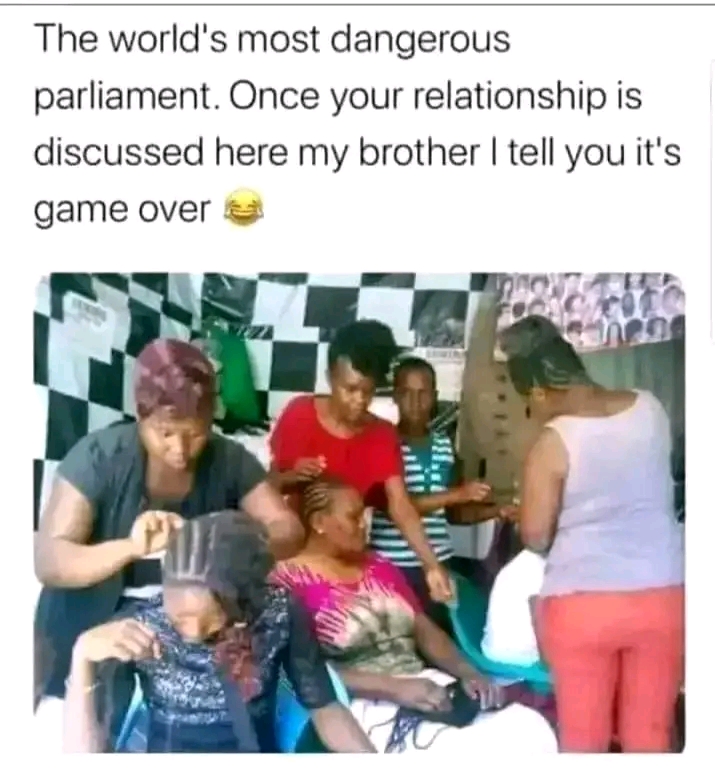 The world's most dangerous
parliament. Once your relationship is
discussed here my brother I tell you it's
game over 😂